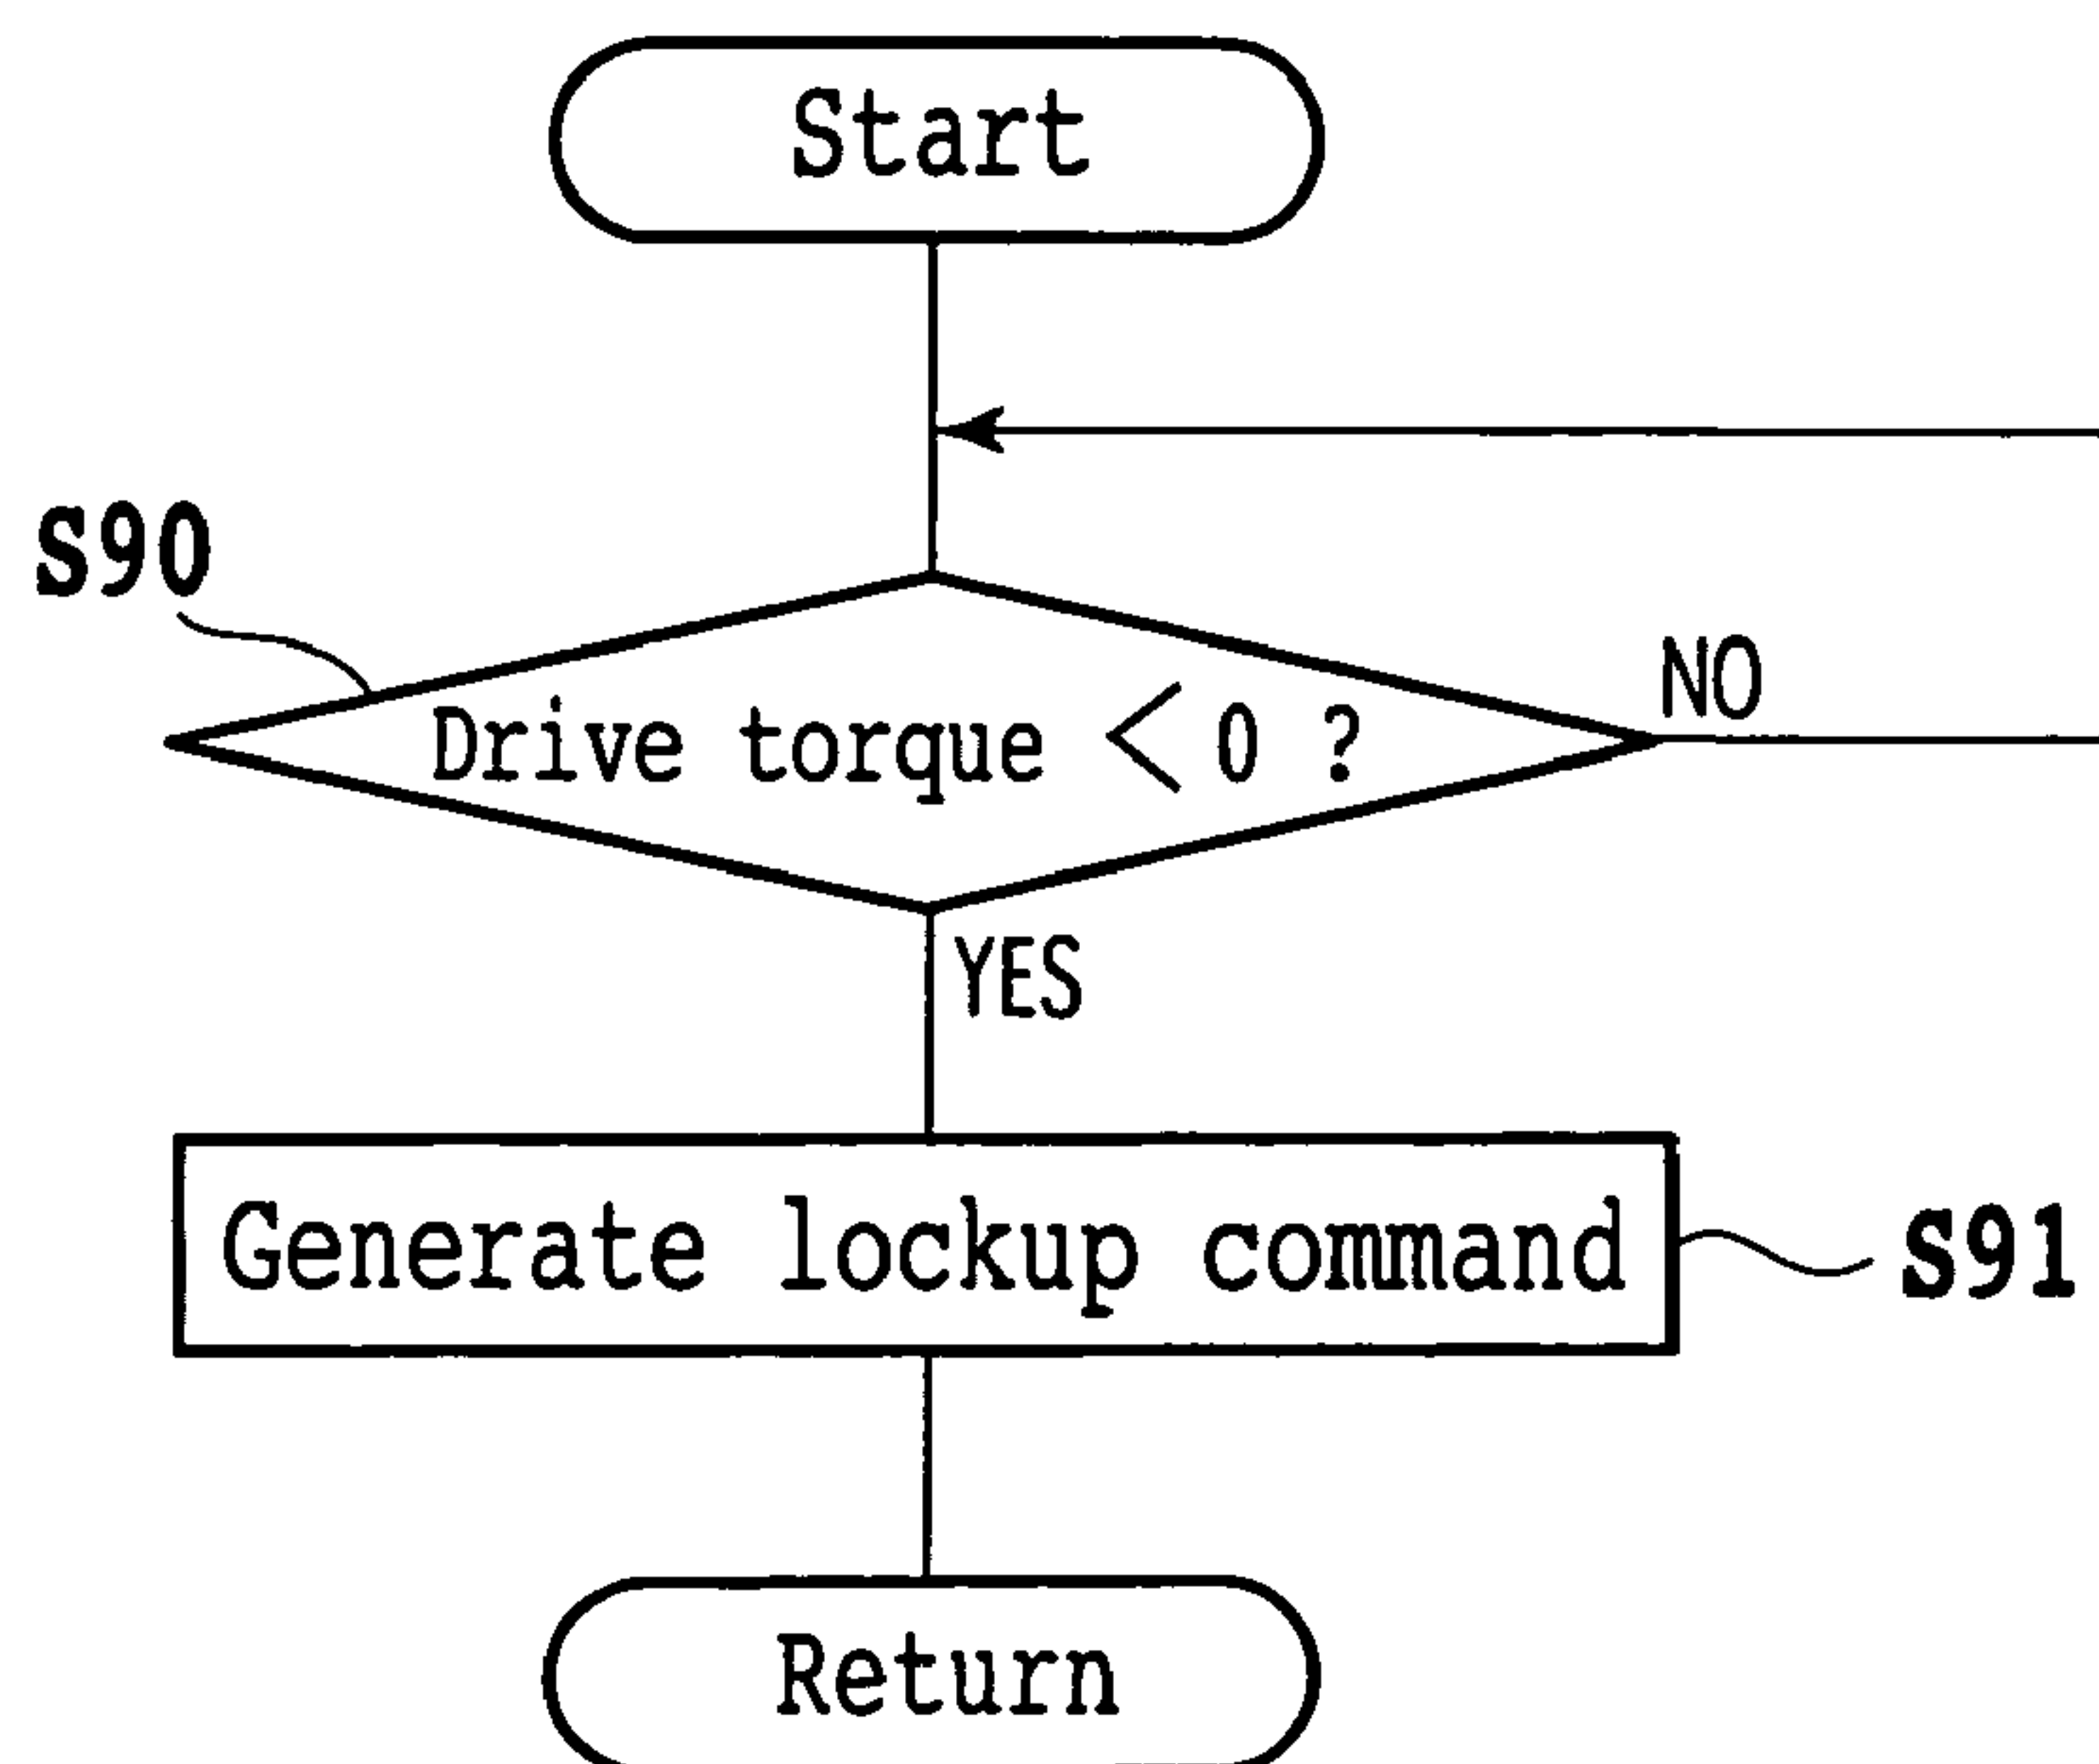 Start
S90
NO
Drive torque < 0 ?
YES
Generate lockup command
S91
Return